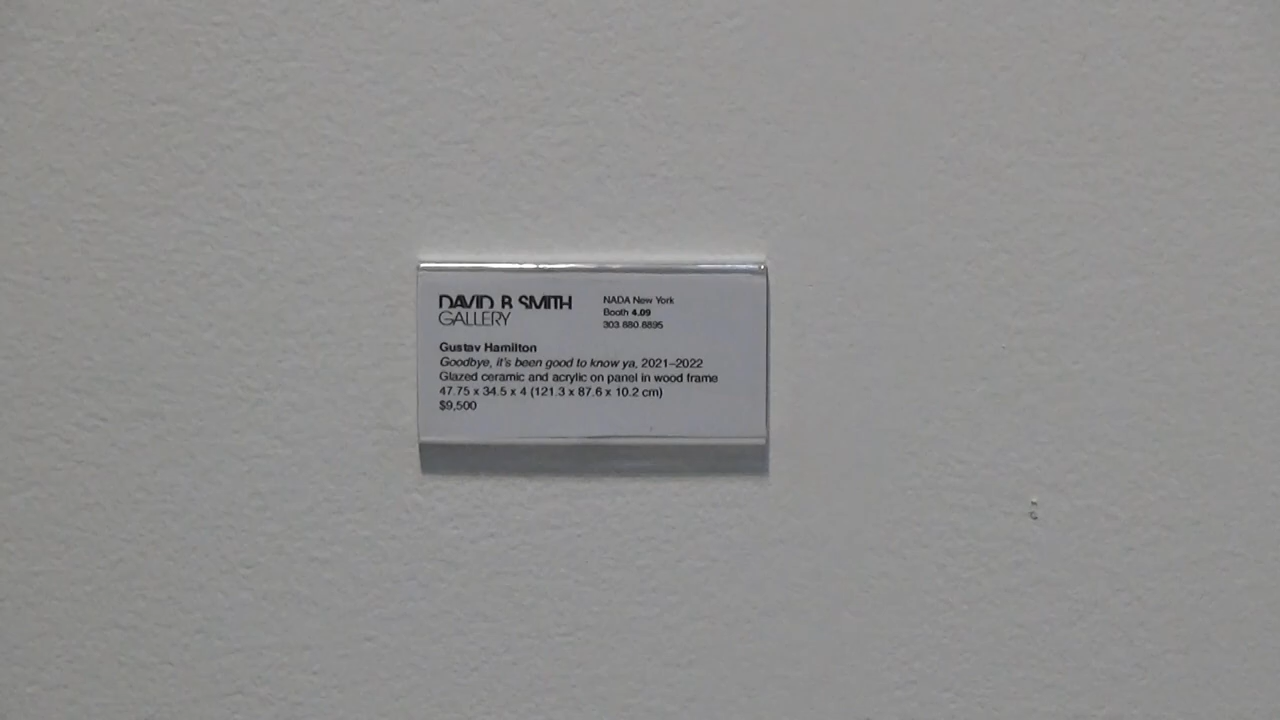 DAVID B SMITH
GALLERY
NADA New York
Booth 4.09
303.880.8895
Gustav Hamilton
Goodbye, it's been good to know ya, 2021–2022
Glazed ceramic and acrylic on panel in wood frame
47.75 x 34.5 x 4 (121.3 x 87.6 x 10.2 cm)
$9,500